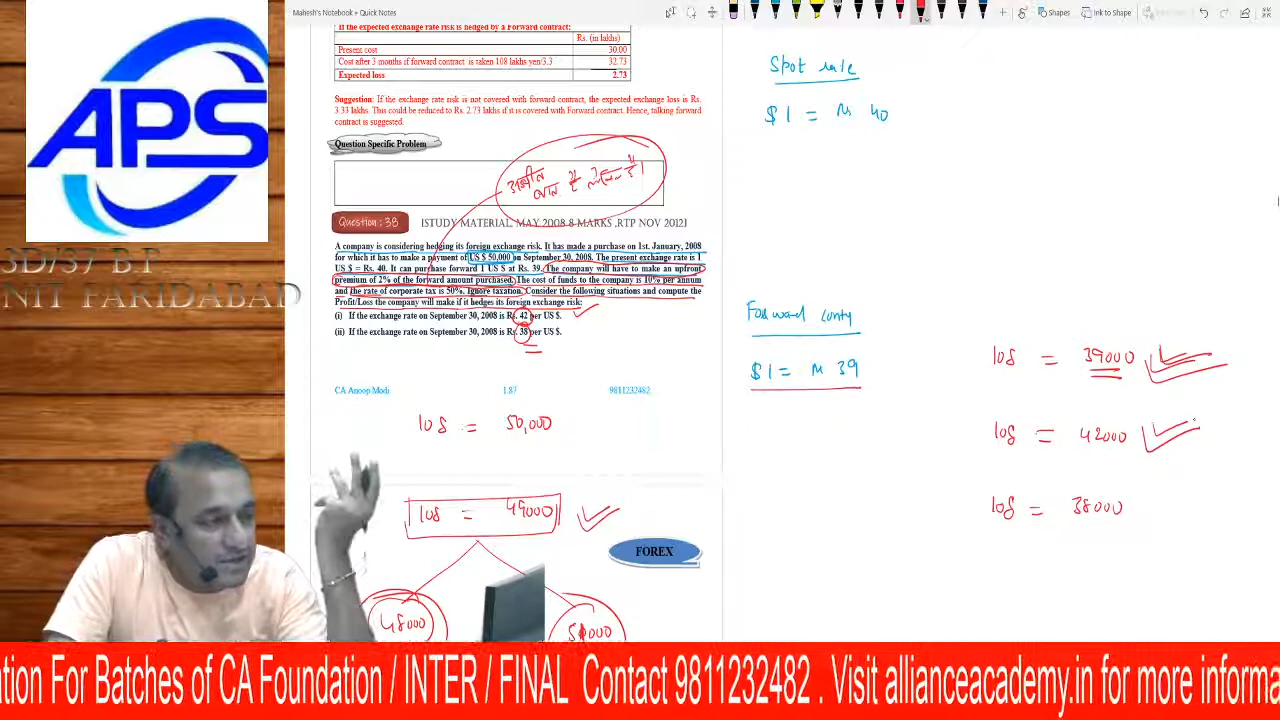 Mahesh's Notebook + Quick Notes
Ink to Shape
Ink to Shape
APS
3D/37 B.P
NIT FARIDABAD
If the expected exchange rate risk is hedged by a Forward contract:
Rs. (in lakhs)
Present cost 30.00
Cost after 3 months if forward contract is taken 108 lakhs yen/3.3 32.73
Expected loss 2.73
Suggestion: If the exchange rate risk is not covered with forward contract, the expected exchange loss is Rs.
3.33 lakhs. This could be reduced to Rs. 2.73 lakhs if it is covered with Forward contract. Hence, talking forward
contract is suggested.
Question Specific Problem
Question : 38 [STUDY MATERIAL, MAY 2008 8 MARKS ,RTP NOV 2012]
A company is considering hedging its foreign exchange risk. It has made a purchase on 1st. January, 2008
for which it has to make a payment of US $ 50,000 on September 30, 2008. The present exchange rate is 1
US $ = Rs. 40. It can purchase forward 1 US $ at Rs. 39. The company will have to make an upfront
premium of 2% of the forward amount purchased. The cost of funds to the company is 10% per annum
and the rate of corporate tax is 50%. Ignore taxation. Consider the following situations and compute the
Profit/Loss the company will make if it hedges its foreign exchange risk:
(i) If the exchange rate on September 30, 2008 is Rs. 42 per US $.
(ii) If the exchange rate on September 30, 2008 is Rs. 38 per US $.
CA Anoop Modi 1.87 9811232482
10g = 50,000
10g = 49000
FOREX
48000
Spot rate
$1 = Rs 40
$1 = Rs 39
10g = 39000
10g = 42000
10g = 38000
ation For Batches of CA Foundation / INTER / FINAL Contact 9811232482 . Visit allianceacademy.in for more informa